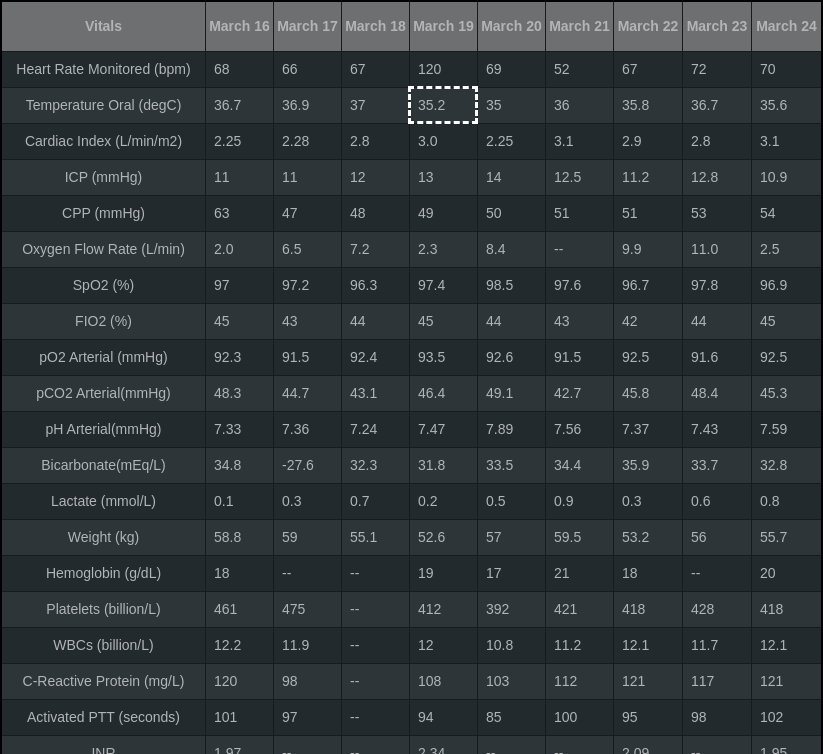 Vitals March 16 March 17 March 18 March 19 March 20 March 21 March 22 March 23 March 24
Heart Rate Monitored (bpm) 68 66 67 120 69 52 67 72 70
Temperature Oral (degC) 36.7 36.9 37 35.2 35 36 35.8 36.7 35.6
Cardiac Index (L/min/m2) 2.25 2.28 2.8 3.0 2.25 3.1 2.9 2.8 3.1
ICP (mmHg) 11 11 12 13 14 12.5 11.2 12.8 10.9
CPP (mmHg) 63 47 48 49 50 51 51 53 54
Oxygen Flow Rate (L/min) 2.0 6.5 7.2 2.3 8.4 -- 9.9 11.0 2.5
SpO2 (%) 97 97.2 96.3 97.4 98.5 97.6 96.7 97.8 96.9
FIO2 (%) 45 43 44 45 44 43 42 44 45
pO2 Arterial (mmHg) 92.3 91.5 92.4 93.5 92.6 91.5 92.5 91.6 92.5
pCO2 Arterial(mmHg) 48.3 44.7 43.1 46.4 49.1 42.7 45.8 48.4 45.3
pH Arterial(mmHg) 7.33 7.36 7.24 7.47 7.89 7.56 7.37 7.43 7.59
Bicarbonate(mEq/L) 34.8 -27.6 32.3 31.8 33.5 34.4 35.9 33.7 32.8
Lactate (mmol/L) 0.1 0.3 0.7 0.2 0.5 0.9 0.3 0.6 0.8
Weight (kg) 58.8 59 55.1 52.6 57 59.5 53.2 56 55.7
Hemoglobin (g/dL) 18 -- -- 19 17 21 18 -- 20
Platelets (billion/L) 461 475 -- 412 392 421 418 428 418
WBCs (billion/L) 12.2 11.9 -- 12 10.8 11.2 12.1 11.7 12.1
C-Reactive Protein (mg/L) 120 98 -- 108 103 112 121 117 121
Activated PTT (seconds) 101 97 -- 94 85 100 95 98 102
INR 1.97 -- -- 2.34 -- -- 2.09 -- 1.95